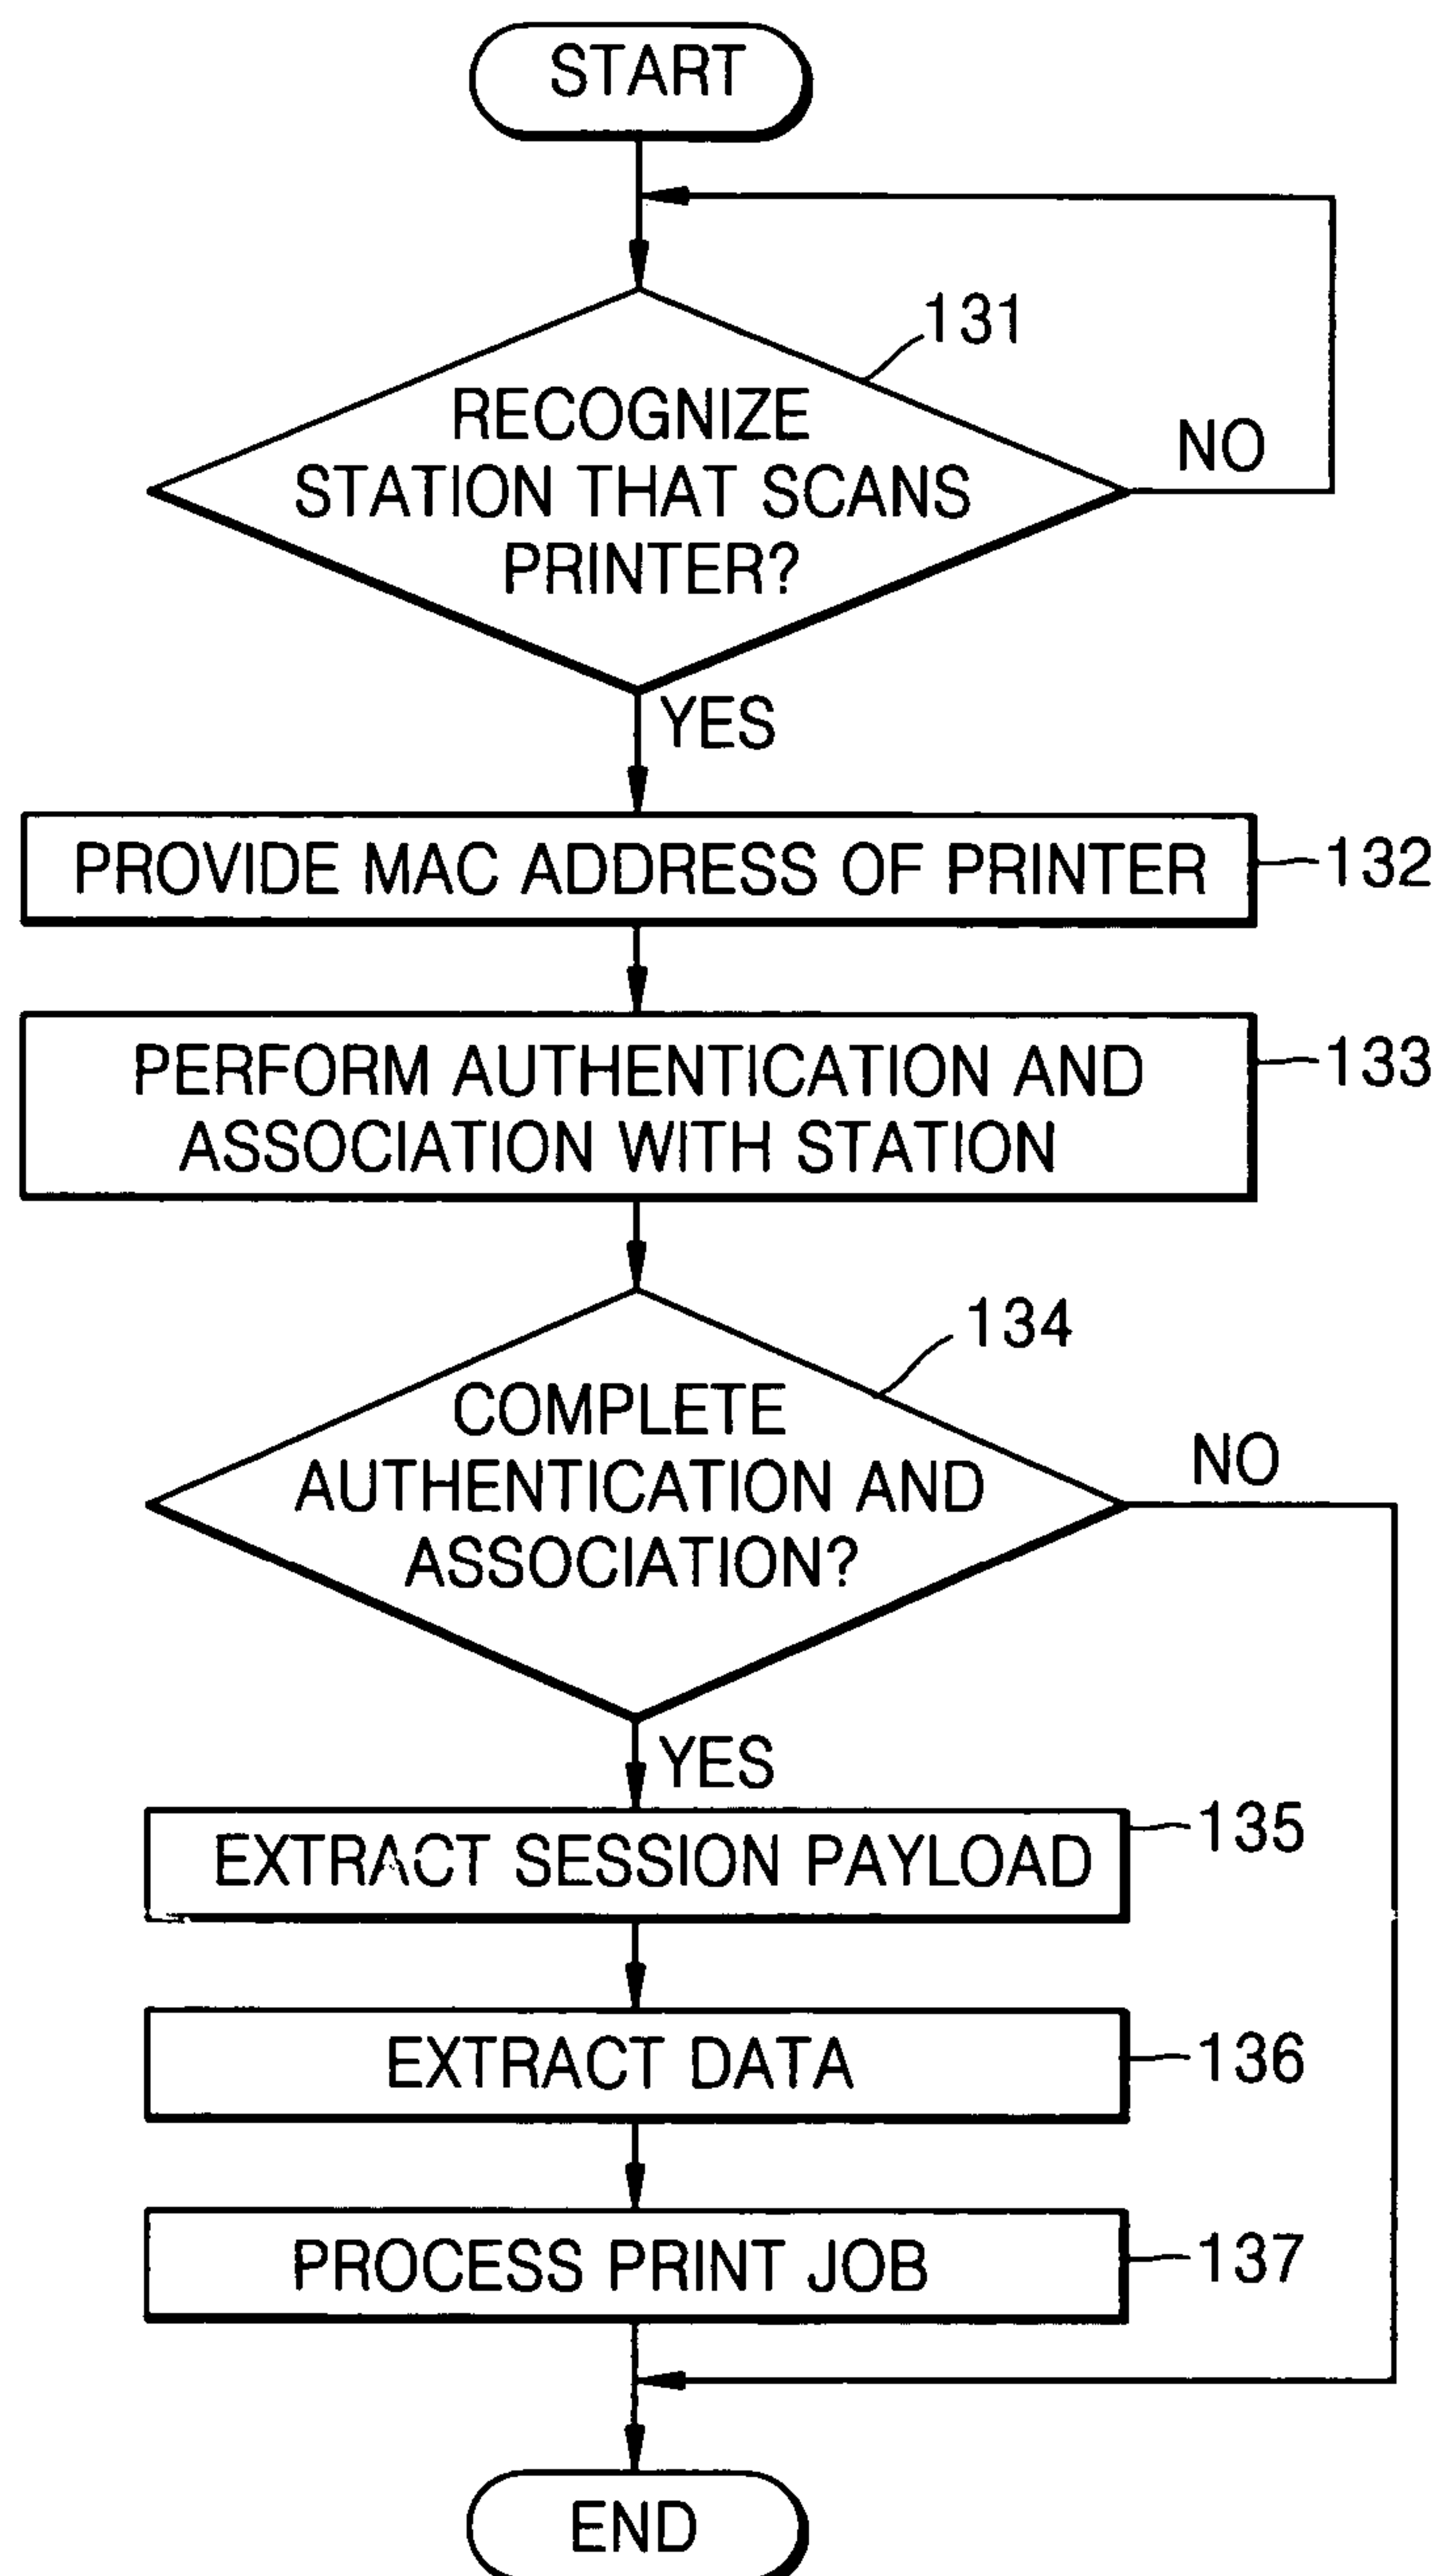 START
131
RECOGNIZE
STATION THAT SCANS
PRINTER?
NO
YES
PROVIDE MAC ADDRESS OF PRINTER
132
PERFORM AUTHENTICATION AND
ASSOCIATION WITH STATION
133
134
COMPLETE
AUTHENTICATION AND
ASSOCIATION?
NO
YES
EXTRACT SESSION PAYLOAD
135
EXTRACT DATA
136
PROCESS PRINT JOB
137
END